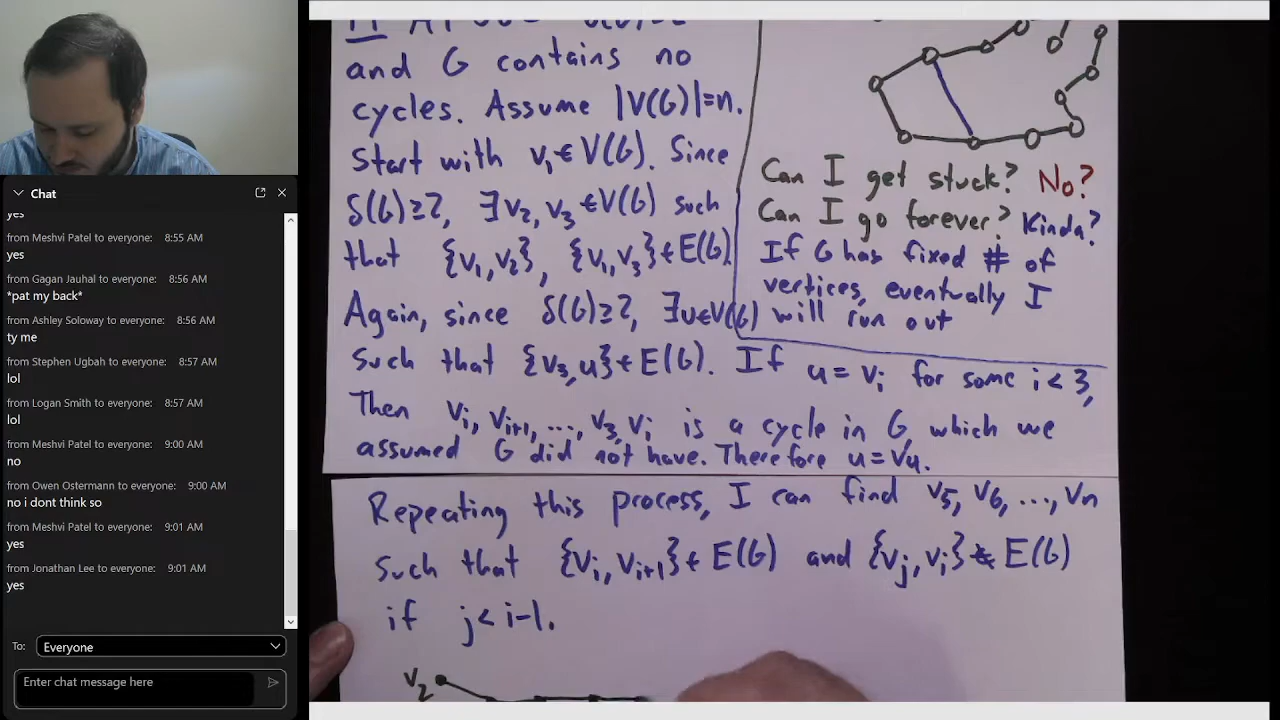 Chat
yes
from Meshvi Patel to everyone: 8:55 AM
yes
from Gagan Jauhal to everyone: 8:56 AM
*pat my back*
from Ashley Soloway to everyone: 8:56 AM
ty me
from Stephen Ugbah to everyone: 8:57 AM
lol
from Logan Smith to everyone: 8:57 AM
lol
from Meshvi Patel to everyone: 9:00 AM
no
from Owen Ostermann to everyone: 9:00 AM
no i dont think so
from Meshvi Patel to everyone: 9:01 AM
yes
from Jonathan Lee to everyone: 9:01 AM
yes
To: Everyone
Enter chat message here
and G contains no
cycles. Assume |V(G)|=n.
Start with v₁∈V(G). Since
δ(G)≥2, ∃v₂,v₃∈V(G) such
that {v₁,v₂}, {v₁,v₃}∈E(G).
Again, since δ(G)≥2, ∃u∈V(G)
such that {v₃,u}∈E(G). If u=vᵢ for some i<3,
Then vᵢ,vᵢ₊₁,...,v₃,vᵢ is a cycle in G, which we
assumed G did not have. Therefore u=v₄.
Can I get stuck? No?
Can I go forever? Kinda?
If G has fixed # of
vertices, eventually I
will run out
Repeating this process, I can find v₅, v₆, ..., vₙ
such that {vᵢ,vᵢ₊₁}∈E(G) and {vⱼ,vᵢ}∉E(G)
if j<i-1.
v₂